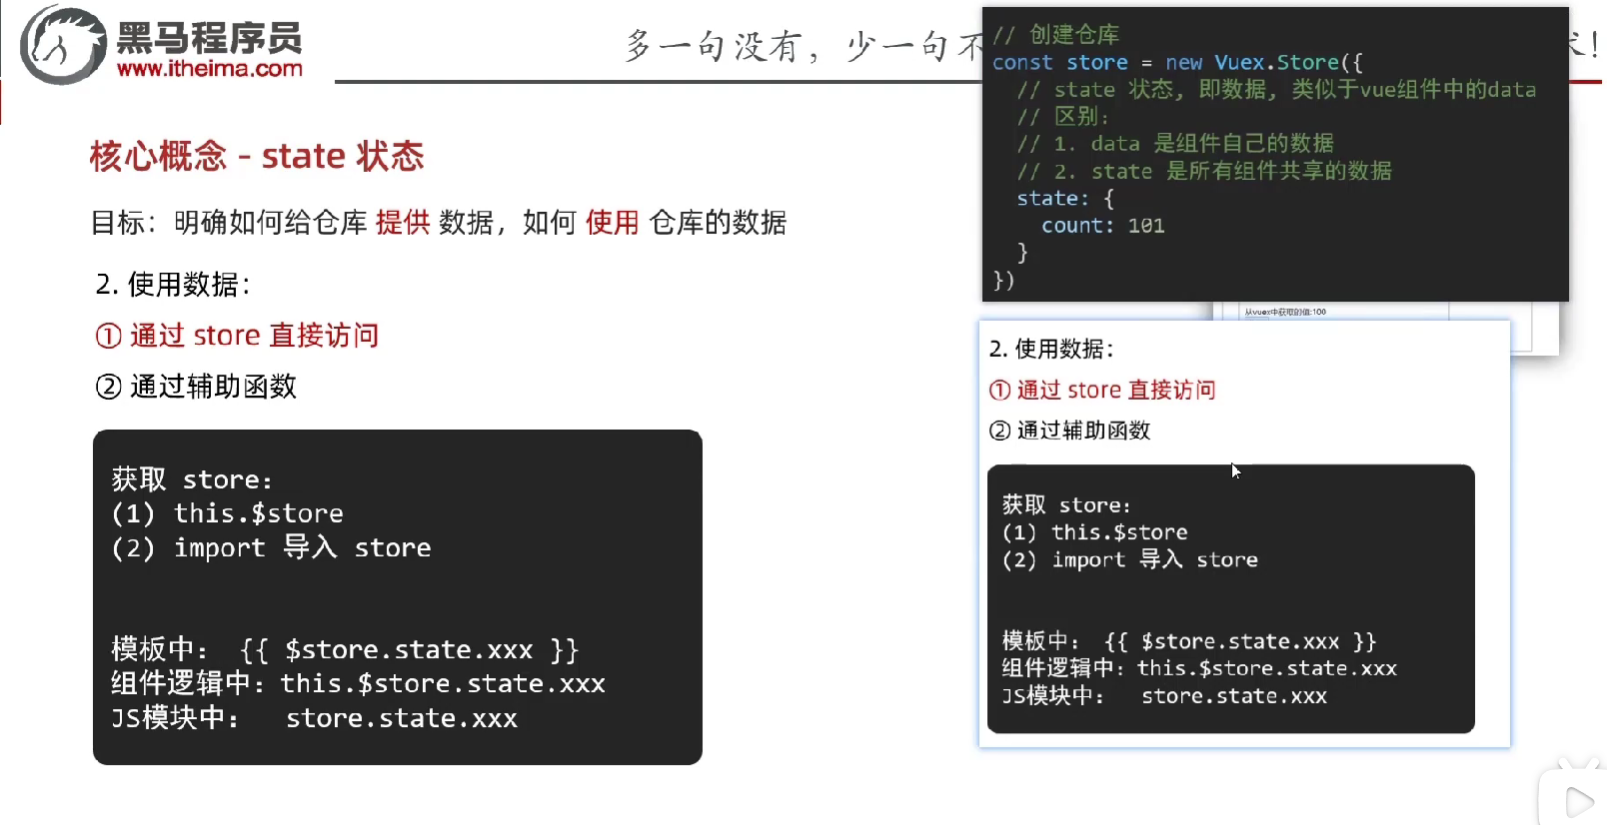 黑马程序员
www.itheima.com
多一句没有，少一句不
!
核心概念 - state 状态
目标：明确如何给仓库 提供 数据，如何 使用 仓库的数据
2. 使用数据：
① 通过 store 直接访问
② 通过辅助函数
获取 store：
(1) this.$store
(2) import 导入 store
模板中： {{ $store.state.xxx }}
组件逻辑中：this.$store.state.xxx
JS模块中： store.state.xxx
// 创建仓库
const store = new Vuex.Store({
// state 状态, 即数据, 类似于vue组件中的data
// 区别：
// 1. data 是组件自己的数据
// 2. state 是所有组件共享的数据
state: {
count: 101
}
})
从vuex中获取的值:100
2. 使用数据：
① 通过 store 直接访问
② 通过辅助函数
获取 store：
(1) this.$store
(2) import 导入 store
模板中： {{ $store.state.xxx }}
组件逻辑中：this.$store.state.xxx
JS模块中： store.state.xxx